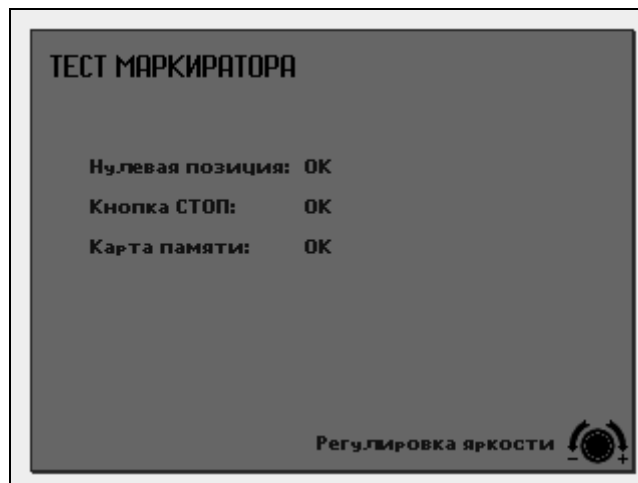 ТЕСТ МАРКИРАТОРА
Нулевая позиция: OK
Кнопка СТОП: OK
Карта памяти: OK
Регулировка яркости
- +